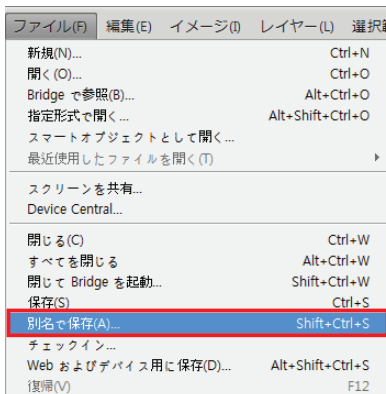 ファイル(F) 編集(E) イメージ(I) レイヤー(L) 選択
新規(N)... Ctrl+N
開く(O)... Ctrl+O
Bridge で参照(B)... Alt+Ctrl+O
指定形式で開く... Alt+Shift+Ctrl+O
スマートオブジェクトとして開く...
最近使用したファイルを開く(T)
スクリーンを共有...
Device Central...
閉じる(C) Ctrl+W
すべてを閉じる Alt+Ctrl+W
閉じて Bridge を起動... Shift+Ctrl+W
保存(S) Ctrl+S
別名で保存(A)... Shift+Ctrl+S
チェックイン...
Web およびデバイス用に保存(D)... Alt+Shift+Ctrl+S
復帰(V) F12